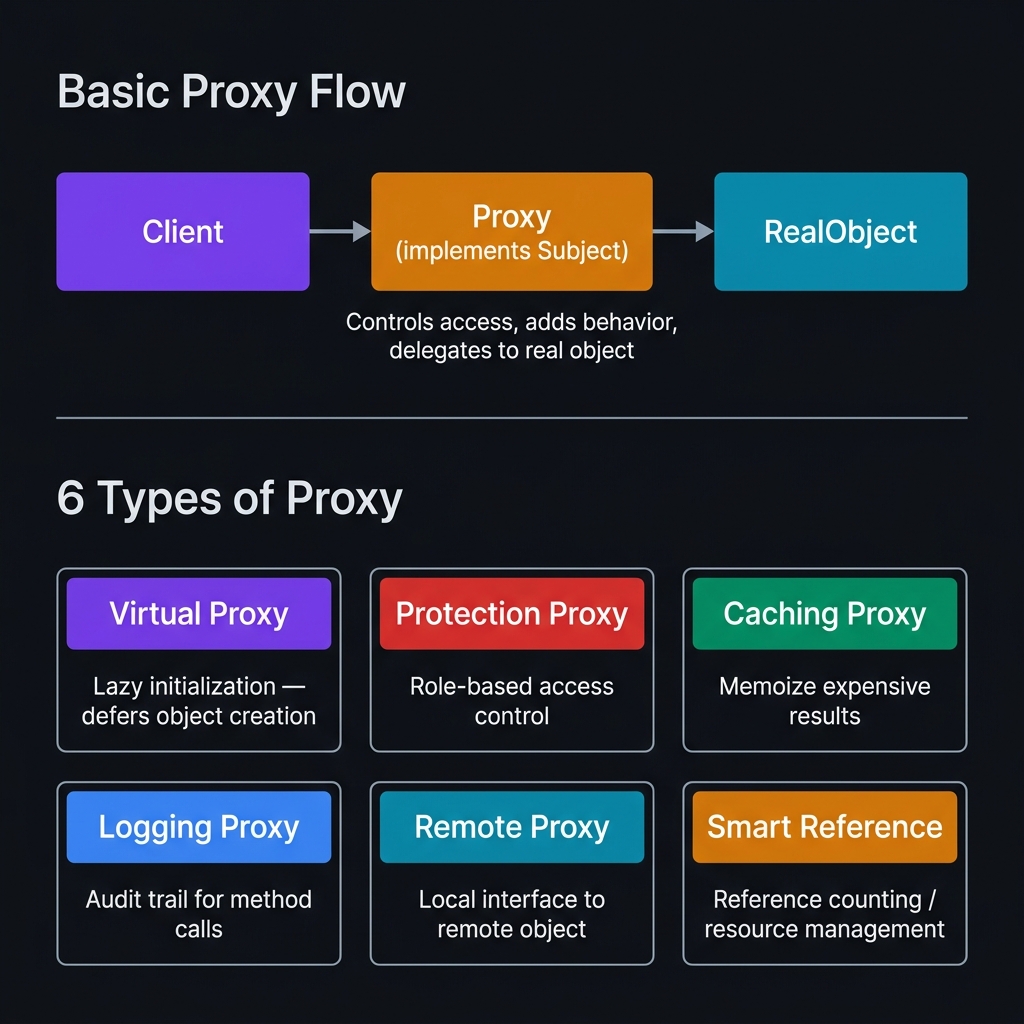 Basic Proxy Flow
Client
Proxy
(implements Subject)
RealObject
Controls access, adds behavior,
delegates to real object
6 Types of Proxy
Virtual Proxy
Lazy initialization —
defers object creation
Protection Proxy
Role-based access
control
Caching Proxy
Memoize expensive
results
Logging Proxy
Audit trail for method
calls
Remote Proxy
Local interface to
remote object
Smart Reference
Reference counting /
resource management